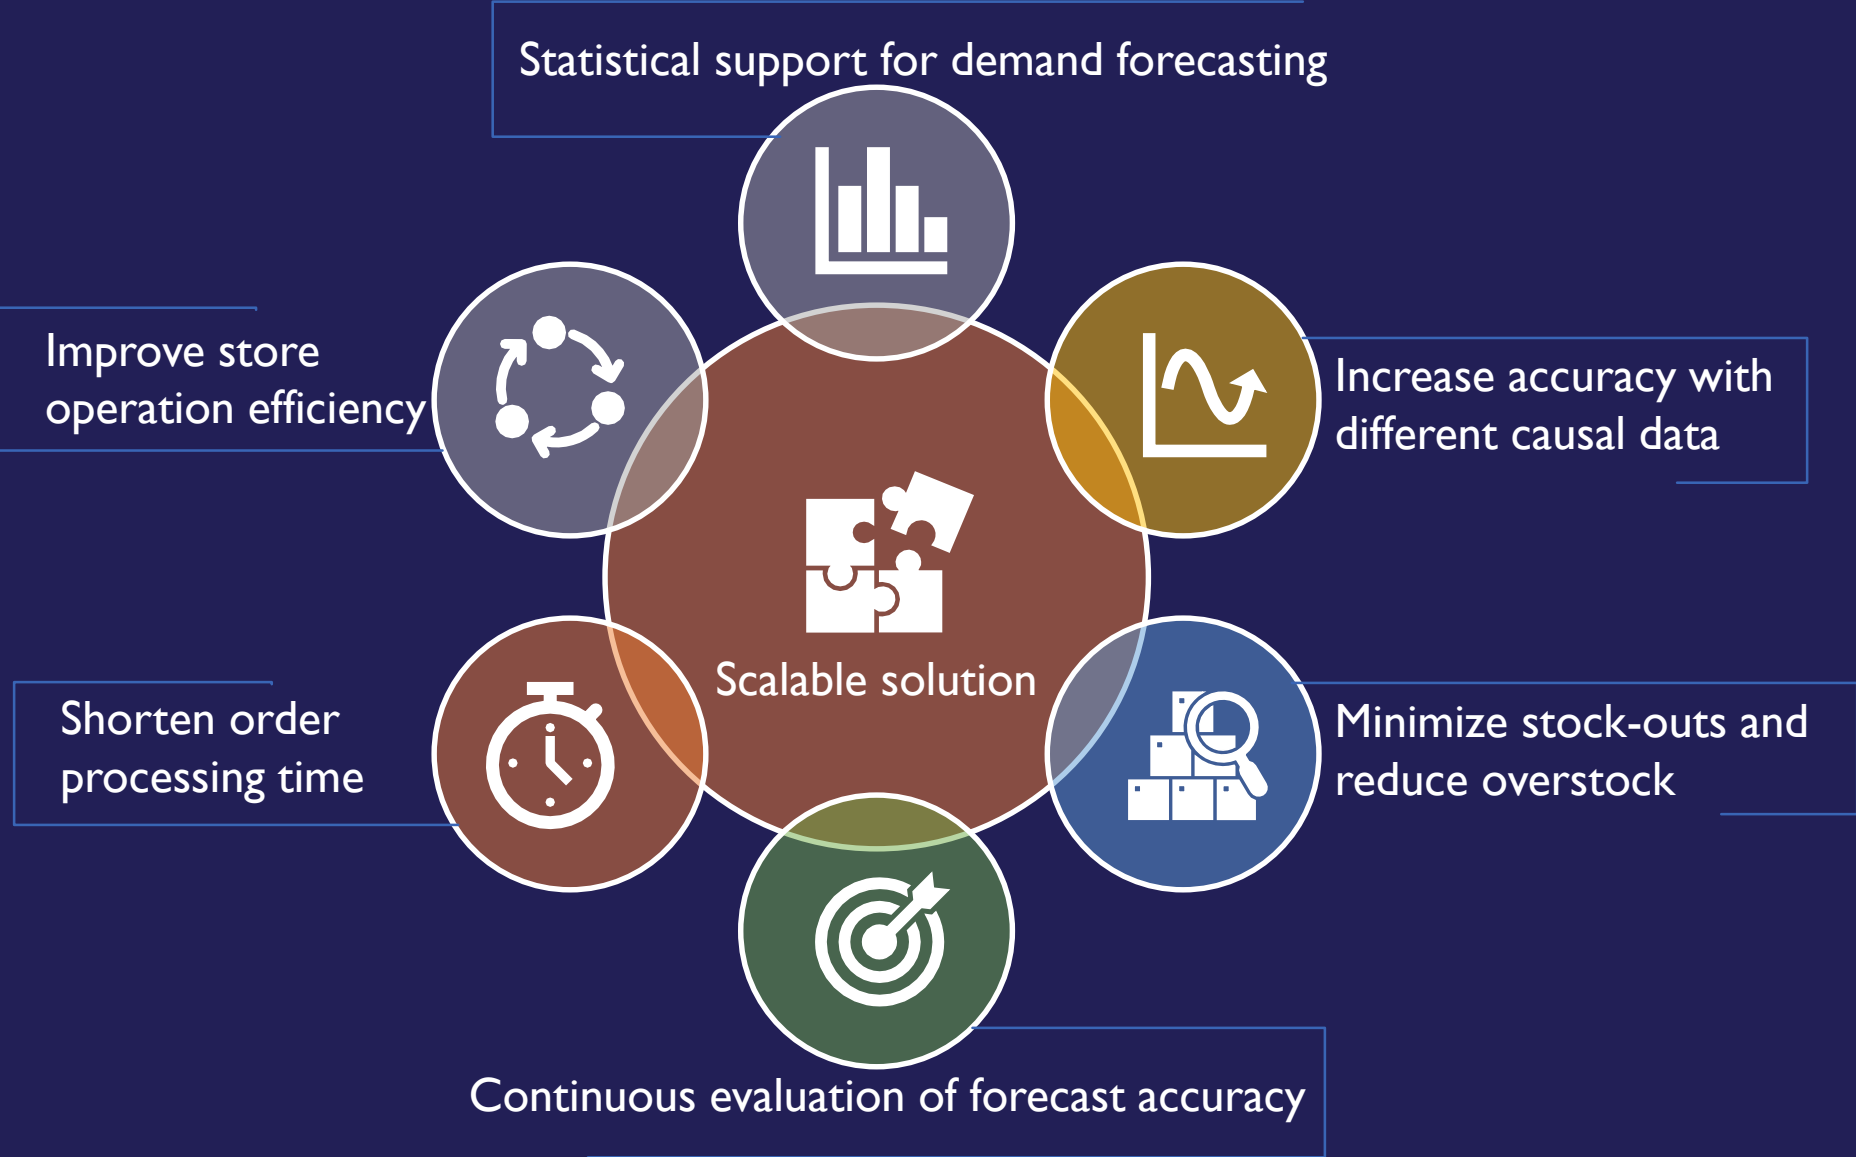 Statistical support for demand forecasting
Improve store
operation efficiency
Increase accuracy with
different causal data
Scalable solution
Shorten order
processing time
Minimize stock-outs and
reduce overstock
Continuous evaluation of forecast accuracy